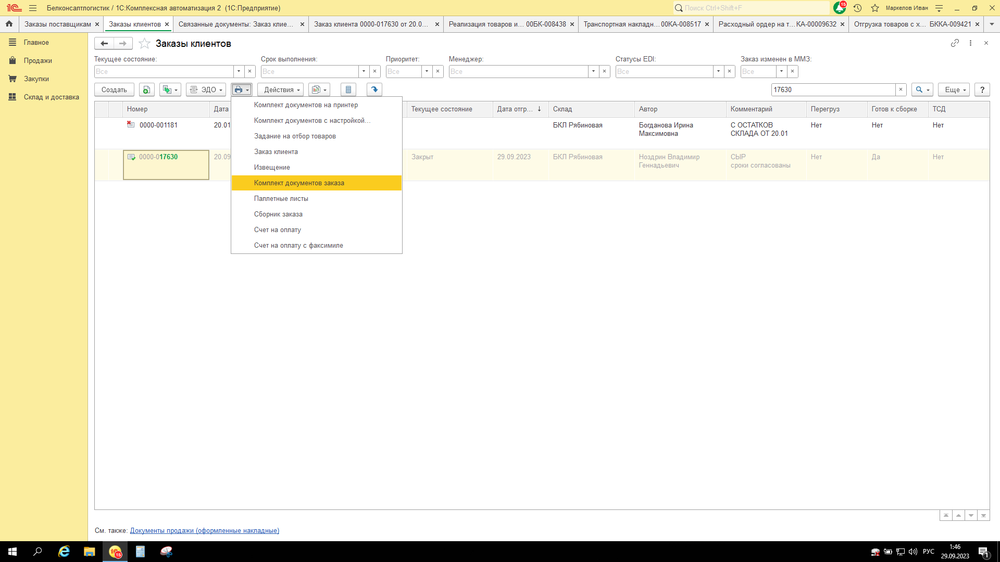 Белконсалтлогистик / 1С:Комплексная автоматизация 2 (1С:Предприятие)
Поиск Ctrl+Shift+F
15
Маркелов Иван
Заказы поставщикам
Заказы клиентов
Связанные документы: Заказ клие...
Заказ клиента 0000-017630 от 20.0...
Реализация товаров и... 00БК-008438
Транспортная накладн...00КА-008517
Расходный ордер на т...КА-00009632
Отгрузка товаров с х... БККА-009421
Главное
Продажи
Закупки
Склад и доставка
Заказы клиентов
Текущее состояние:
Срок выполнения:
Приоритет:
Менеджер:
Статусы EDI:
Заказ изменен в ММЗ:
Все
Все
Все
Все
Все
Все
Создать
ЭДО
Действия
17630
Еще
?
Номер
Дата
Текущее состояние
Дата отгр... ↓
Склад
Автор
Комментарий
Перегруз
Готов к сборке
ТСД
0000-001181
20.01
БКЛ Рябиновая
Богданова Ирина
Максимовна
С ОСТАТКОВ
СКЛАДА ОТ 20.01
Нет
Нет
Нет
0000-017630
20.09
Закрыт
29.09.2023
БКЛ Рябиновая
Ноздрин Владимир
Геннадьевич
СЫР
сроки согласованы
Нет
Да
Нет
Комплект документов на принтер
Комплект документов с настройкой...
Задание на отбор товаров
Заказ клиента
Извещение
Комплект документов заказа
Паллетные листы
Сборник заказа
Счет на оплату
Счет на оплату с факсимиле
См. также: Документы продажи (оформленные накладные)
15
РУС
1:46
29.09.2023
1